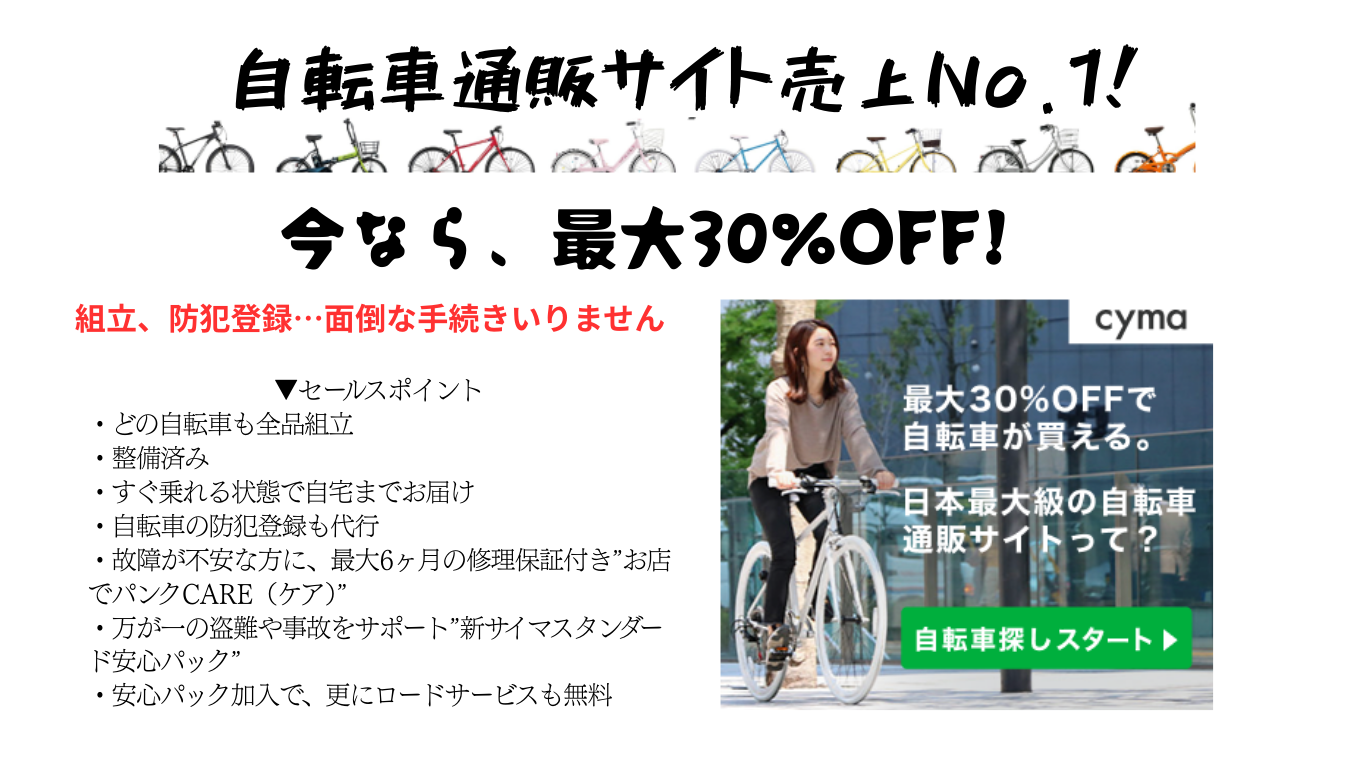 自転車通販サイト売上No.1!
今なら、最大30%OFF!
組立、防犯登録…面倒な手続きいりません
▼セールスポイント
・どの自転車も全品組立
・整備済み
・すぐ乗れる状態で自宅までお届け
・自転車の防犯登録も代行
・故障が不安な方に、最大6ヶ月の修理保証付き”お店
でパンクCARE（ケア）”
・万が一の盗難や事故をサポート”新サイマスタンダー
ド安心パック”
・安心パック加入で、更にロードサービスも無料
cyma
最大30%OFFで
自転車が買える。
日本最大級の自転車
通販サイトって？
自転車探しスタート▶